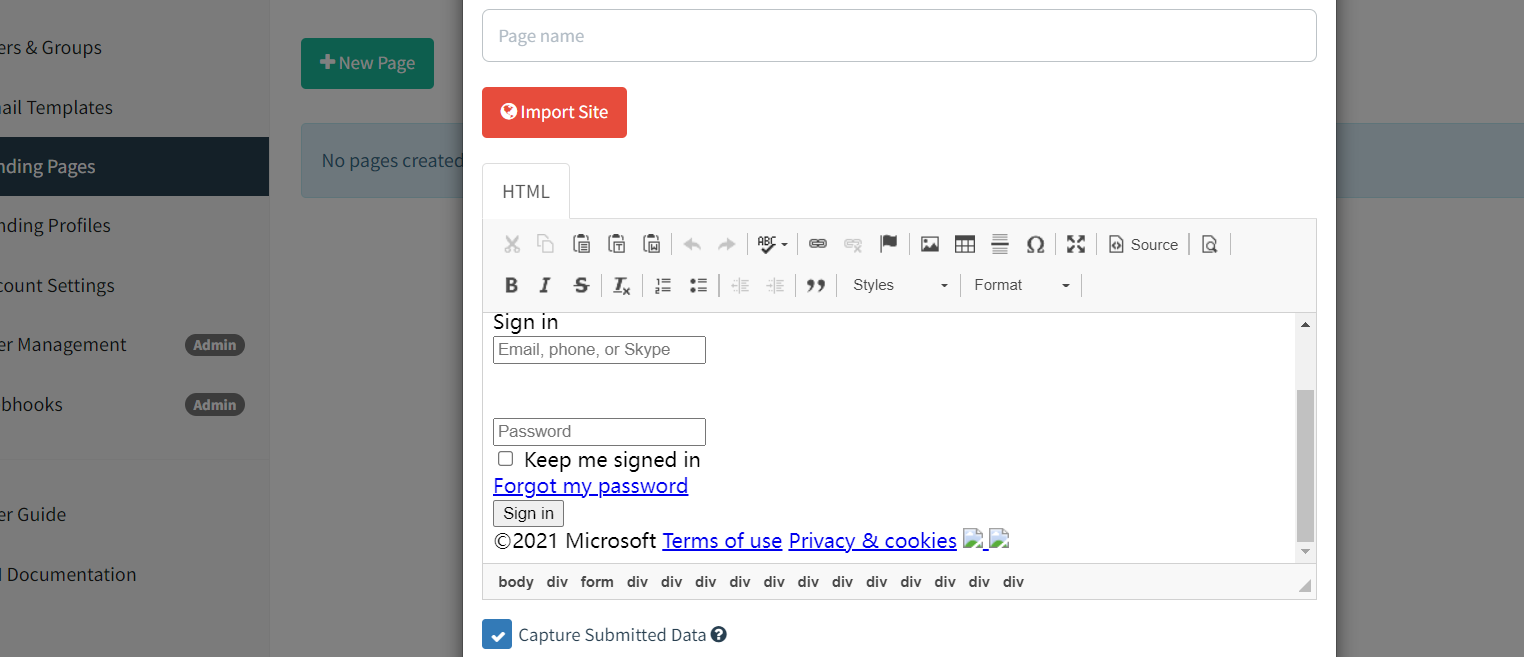 Page name
ers & Groups
New Page
ail Templates
Import Site
nding Pages
No pages created
HTML
nding Profiles
ABC
Source
count Settings
B I S Tx
Styles
Format
Sign in
er Management Admin
Email, phone, or Skype
bhooks Admin
Password
Keep me signed in
Forgot my password
er Guide
Sign in
©2021 Microsoft Terms of use Privacy & cookies
I Documentation
body div form div div div div div div div div div div div div
Capture Submitted Data